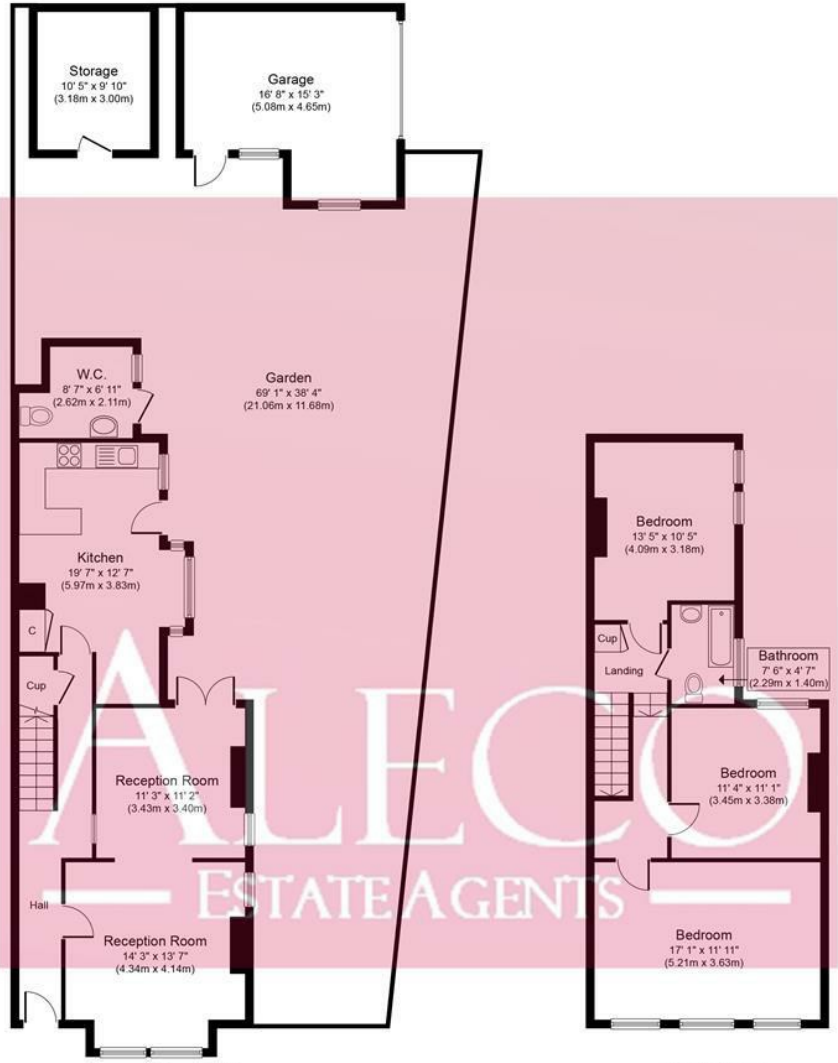 Storage
10' 5" x 9' 10"
(3.18m x 3.00m)
Garage
16' 8" x 15' 3"
(5.08m x 4.65m)
W.C.
8' 7" x 6' 11"
(2.62m x 2.11m)
Garden
69' 1" x 38' 4"
(21.06m x 11.68m)
Kitchen
19' 7" x 12' 7"
(5.97m x 3.83m)
C
Cup
Reception Room
11' 3" x 11' 2"
(3.43m x 3.40m)
Hall
Reception Room
14' 3" x 13' 7"
(4.34m x 4.14m)
Bedroom
13' 5" x 10' 5"
(4.09m x 3.18m)
Cup
Landing
Bathroom
7' 6" x 4' 7"
(2.29m x 1.40m)
Bedroom
11' 4" x 11' 1"
(3.45m x 3.38m)
Bedroom
17' 1" x 11' 11"
(5.21m x 3.63m)
ALECO
ESTATE AGENTS